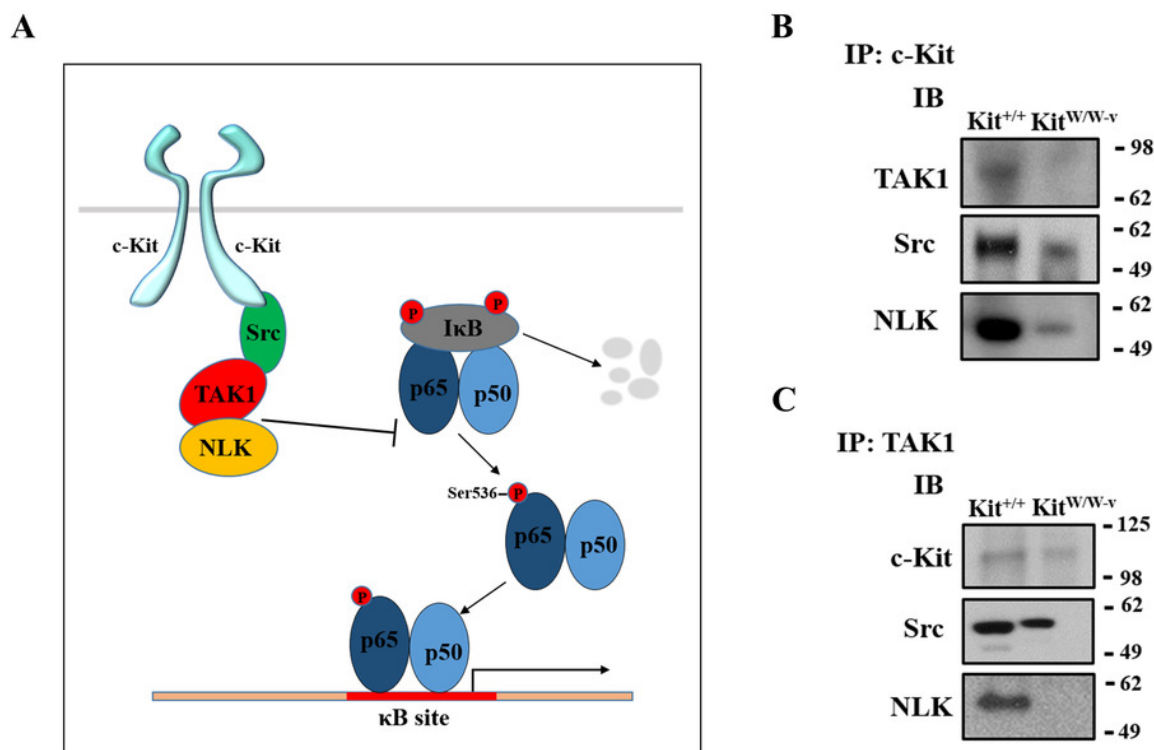 A
c-Kit
c-Kit
Src
TAK1
NLK
P
P
IκB
p65
p50
Ser536
P
p65
p50
P
p65
p50
κB site
B
IP: c-Kit
IB
Kit+/+ KitW/W-v
TAK1
- 98
- 62
Src
- 62
- 49
NLK
- 62
- 49
C
IP: TAK1
IB
Kit+/+ KitW/W-v
c-Kit
- 125
- 98
Src
- 62
- 49
NLK
- 62
- 49